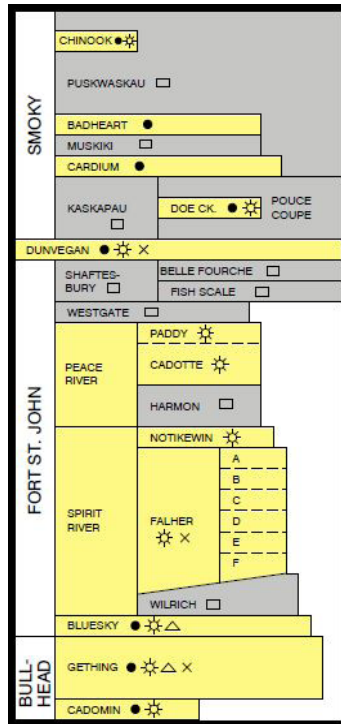 SMOKY
CHINOOK
PUSKWASKAU
BADHEART
MUSKIKI
CARDIUM
KASKAPAU
DOE CK.
POUCE
COUPE
DUNVEGAN
FORT ST. JOHN
SHAFTES-
BURY
BELLE FOURCHE
FISH SCALE
WESTGATE
PEACE
RIVER
PADDY
CADOTTE
HARMON
SPIRIT
RIVER
NOTIKEWIN
FALHER
A
B
C
D
E
F
WILRICH
BLUESKY
BULL-
HEAD
GETHING
CADOMIN